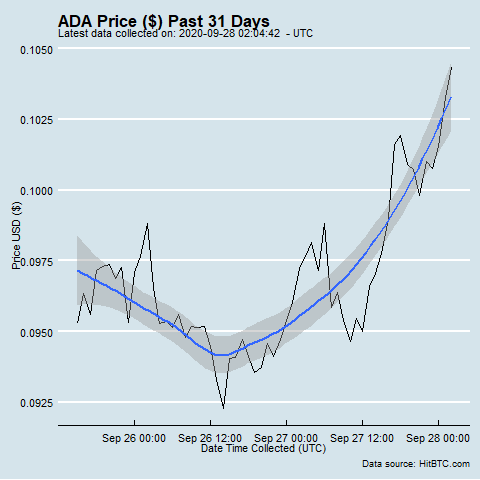 ADA Price ($) Past 31 Days
Latest data collected on: 2020-09-28 02:04:42 - UTC
0.1050
0.1025
0.1000
0.0975
0.0950
0.0925
Price USD ($)
Sep 26 00:00 Sep 26 12:00 Sep 27 00:00 Sep 27 12:00 Sep 28 00:00
Date Time Collected (UTC)
Data source: HitBTC.com